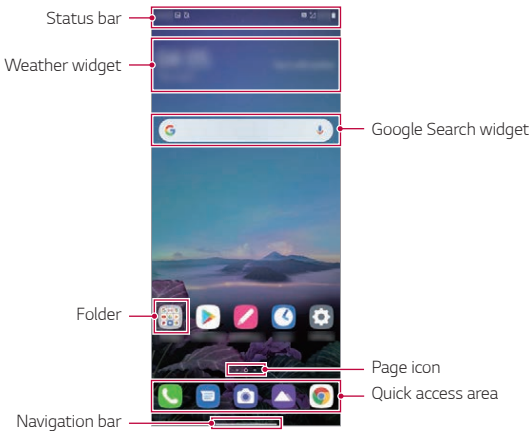 Status bar
Weather widget
Google Search widget
Folder
Page icon
Quick access area
Navigation bar